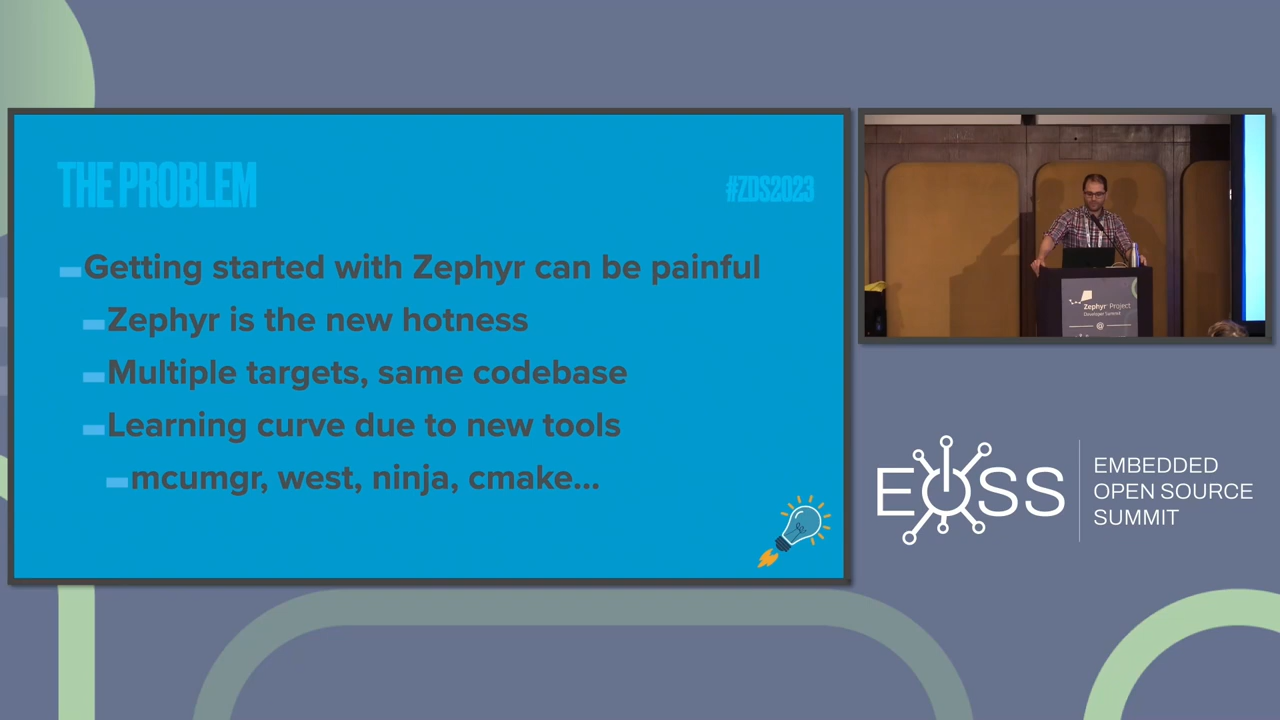 THE PROBLEM
#ZDS2023
Getting started with Zephyr can be painful
Zephyr is the new hotness
Multiple targets, same codebase
Learning curve due to new tools
mcumgr, west, ninja, cmake...
Zephyr Project
Developer Summit
@
EOSS
EMBEDDED
OPEN SOURCE
SUMMIT